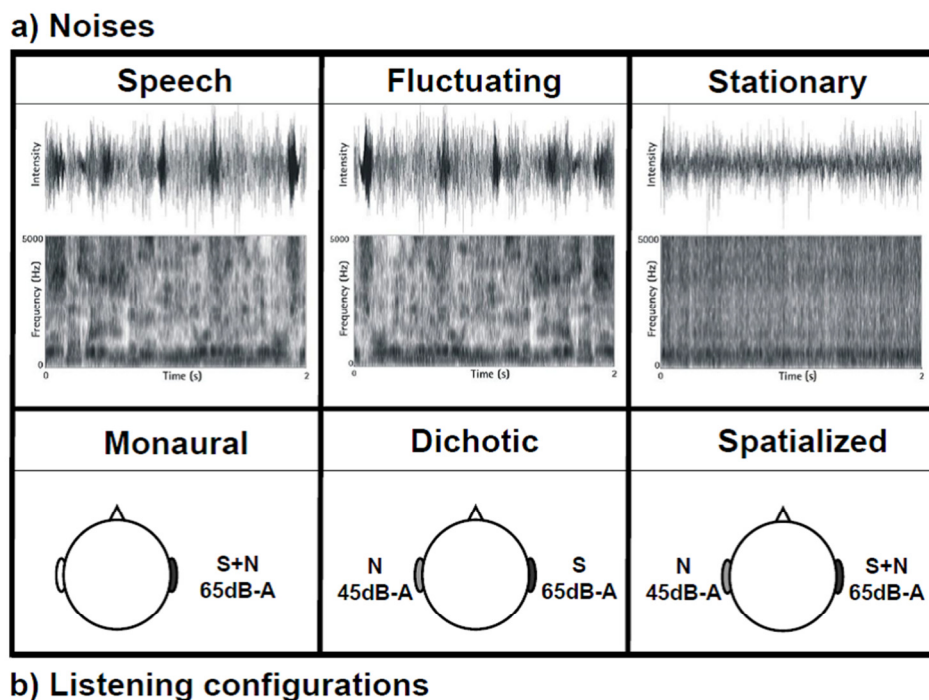 a) Noises
Speech Fluctuating Stationary
Intensity Intensity Intensity
5000 5000 5000
Frequency (Hz) Frequency (Hz) Frequency (Hz)
0 0 0
0 Time (s) 2 0 Time (s) 2 0 Time (s) 2
Monaural Dichotic Spatialized
S+N N S N S+N
65dB-A 45dB-A 65dB-A 45dB-A 65dB-A
b) Listening configurations